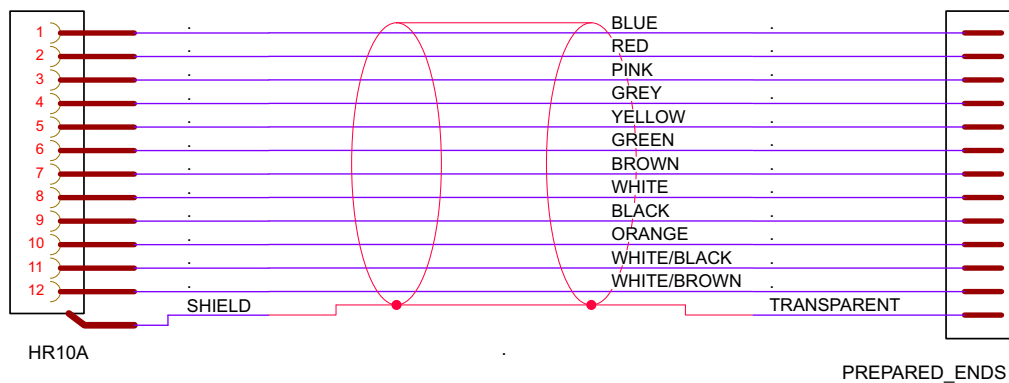 1 BLUE
2 RED
3 PINK
4 GREY
5 YELLOW
6 GREEN
7 BROWN
8 WHITE
9 BLACK
10 ORANGE
11 WHITE/BLACK
12 WHITE/BROWN
SHIELD TRANSPARENT
HR10A
PREPARED_ENDS